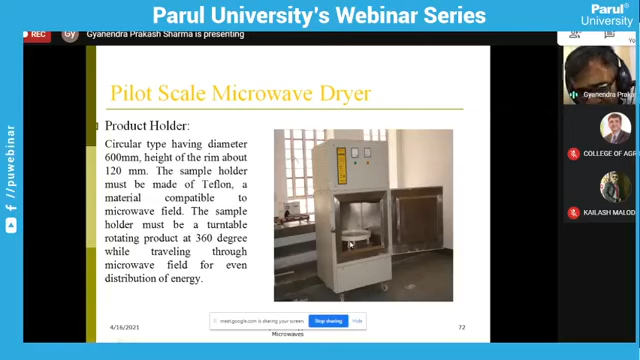 Parul University's Webinar Series
Parul®
University
REC
Gy
Gyanendra Prakash Sharma is presenting
Yo
Pilot Scale Microwave Dryer
Product Holder:
Circular type having diameter
600mm, height of the rim about
120 mm. The sample holder
must be made of Teflon, a
material compatible to
microwave field. The sample
holder must be a turntable
rotating product at 360 degree
while traveling through
microwave field for even
distribution of energy.
4/16/2021
meet.google.com is sharing your screen.
Stop sharing
Hide
Microwaves
72
Gyanendra Prakas
COLLEGE OF AGR
KAILASH MALOD
/puwebinar